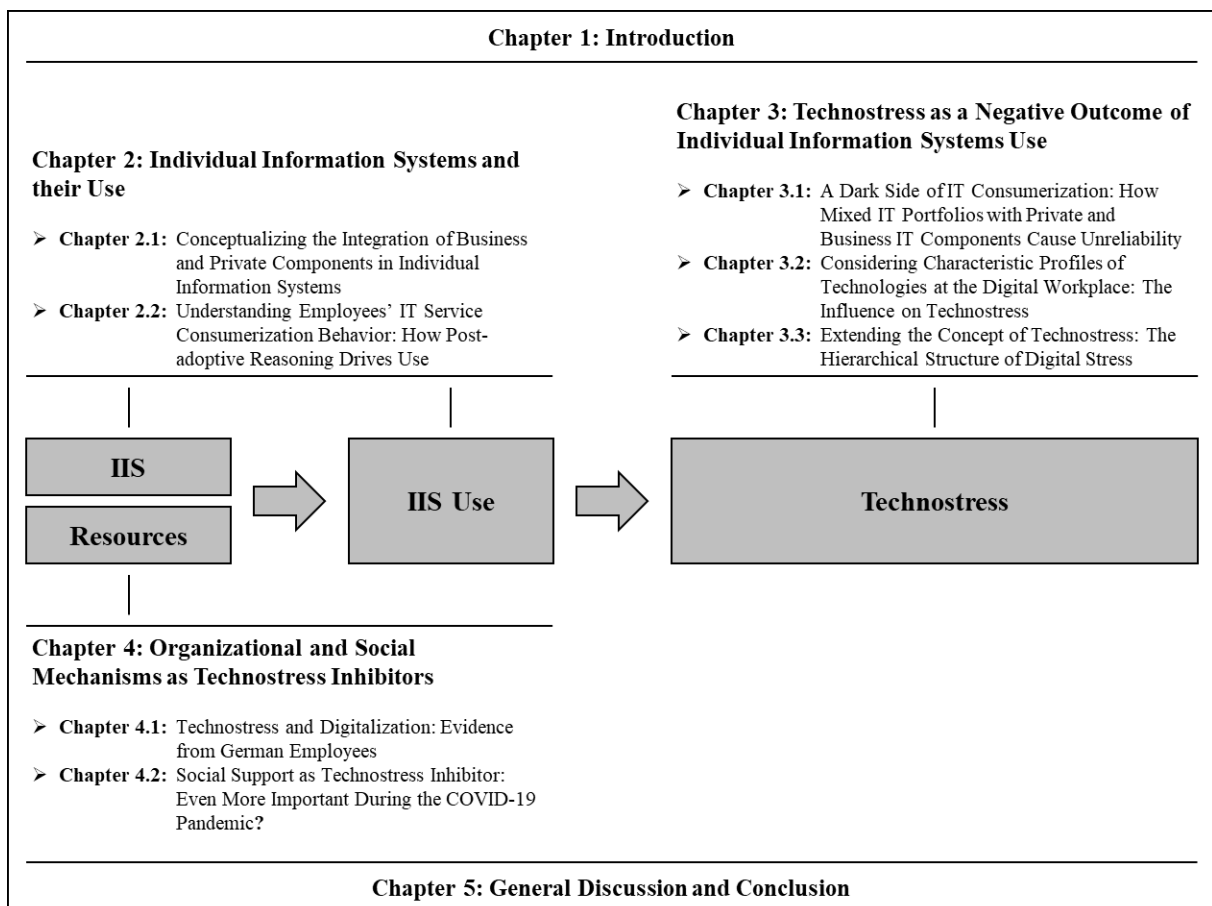 Chapter 1: Introduction
Chapter 2: Individual Information Systems and
their Use
➢ Chapter 2.1: Conceptualizing the Integration of Business
and Private Components in Individual
Information Systems
➢ Chapter 2.2: Understanding Employees’ IT Service
Consumerization Behavior: How Post-
adoptive Reasoning Drives Use
Chapter 3: Technostress as a Negative Outcome of
Individual Information Systems Use
➢ Chapter 3.1: A Dark Side of IT Consumerization: How
Mixed IT Portfolios with Private and
Business IT Components Cause Unreliability
➢ Chapter 3.2: Considering Characteristic Profiles of
Technologies at the Digital Workplace: The
Influence on Technostress
➢ Chapter 3.3: Extending the Concept of Technostress: The
Hierarchical Structure of Digital Stress
IIS
Resources
IIS Use
Technostress
Chapter 4: Organizational and Social
Mechanisms as Technostress Inhibitors
➢ Chapter 4.1: Technostress and Digitalization: Evidence
from German Employees
➢ Chapter 4.2: Social Support as Technostress Inhibitor:
Even More Important During the COVID-19
Pandemic?
Chapter 5: General Discussion and Conclusion